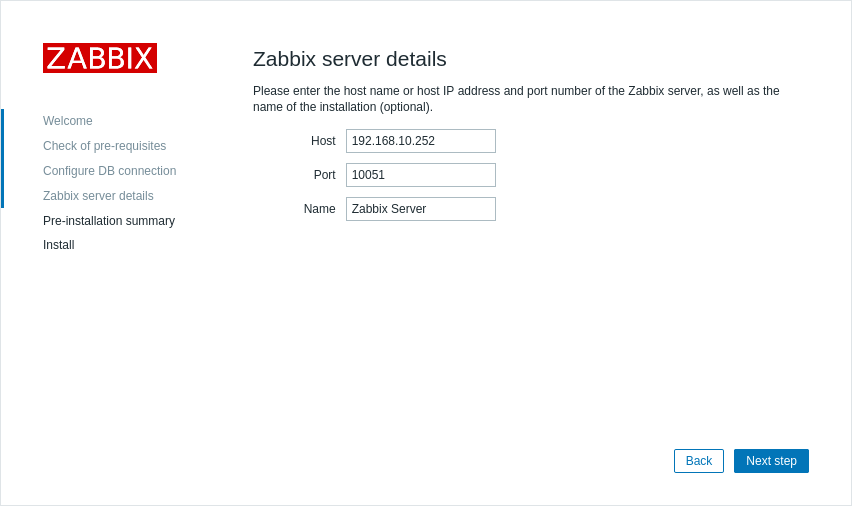 ZABBIX
Welcome
Check of pre-requisites
Configure DB connection
Zabbix server details
Pre-installation summary
Install
Zabbix server details
Please enter the host name or host IP address and port number of the Zabbix server, as well as the
name of the installation (optional).
Host 192.168.10.252
Port 10051
Name Zabbix Server
Back Next step